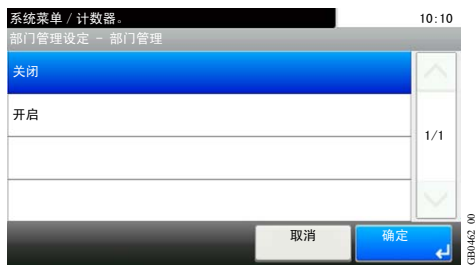 系统菜单 / 计数器。
10:10
部门管理设定 - 部门管理
关闭
开启
1/1
取消
确定
GB0462_00